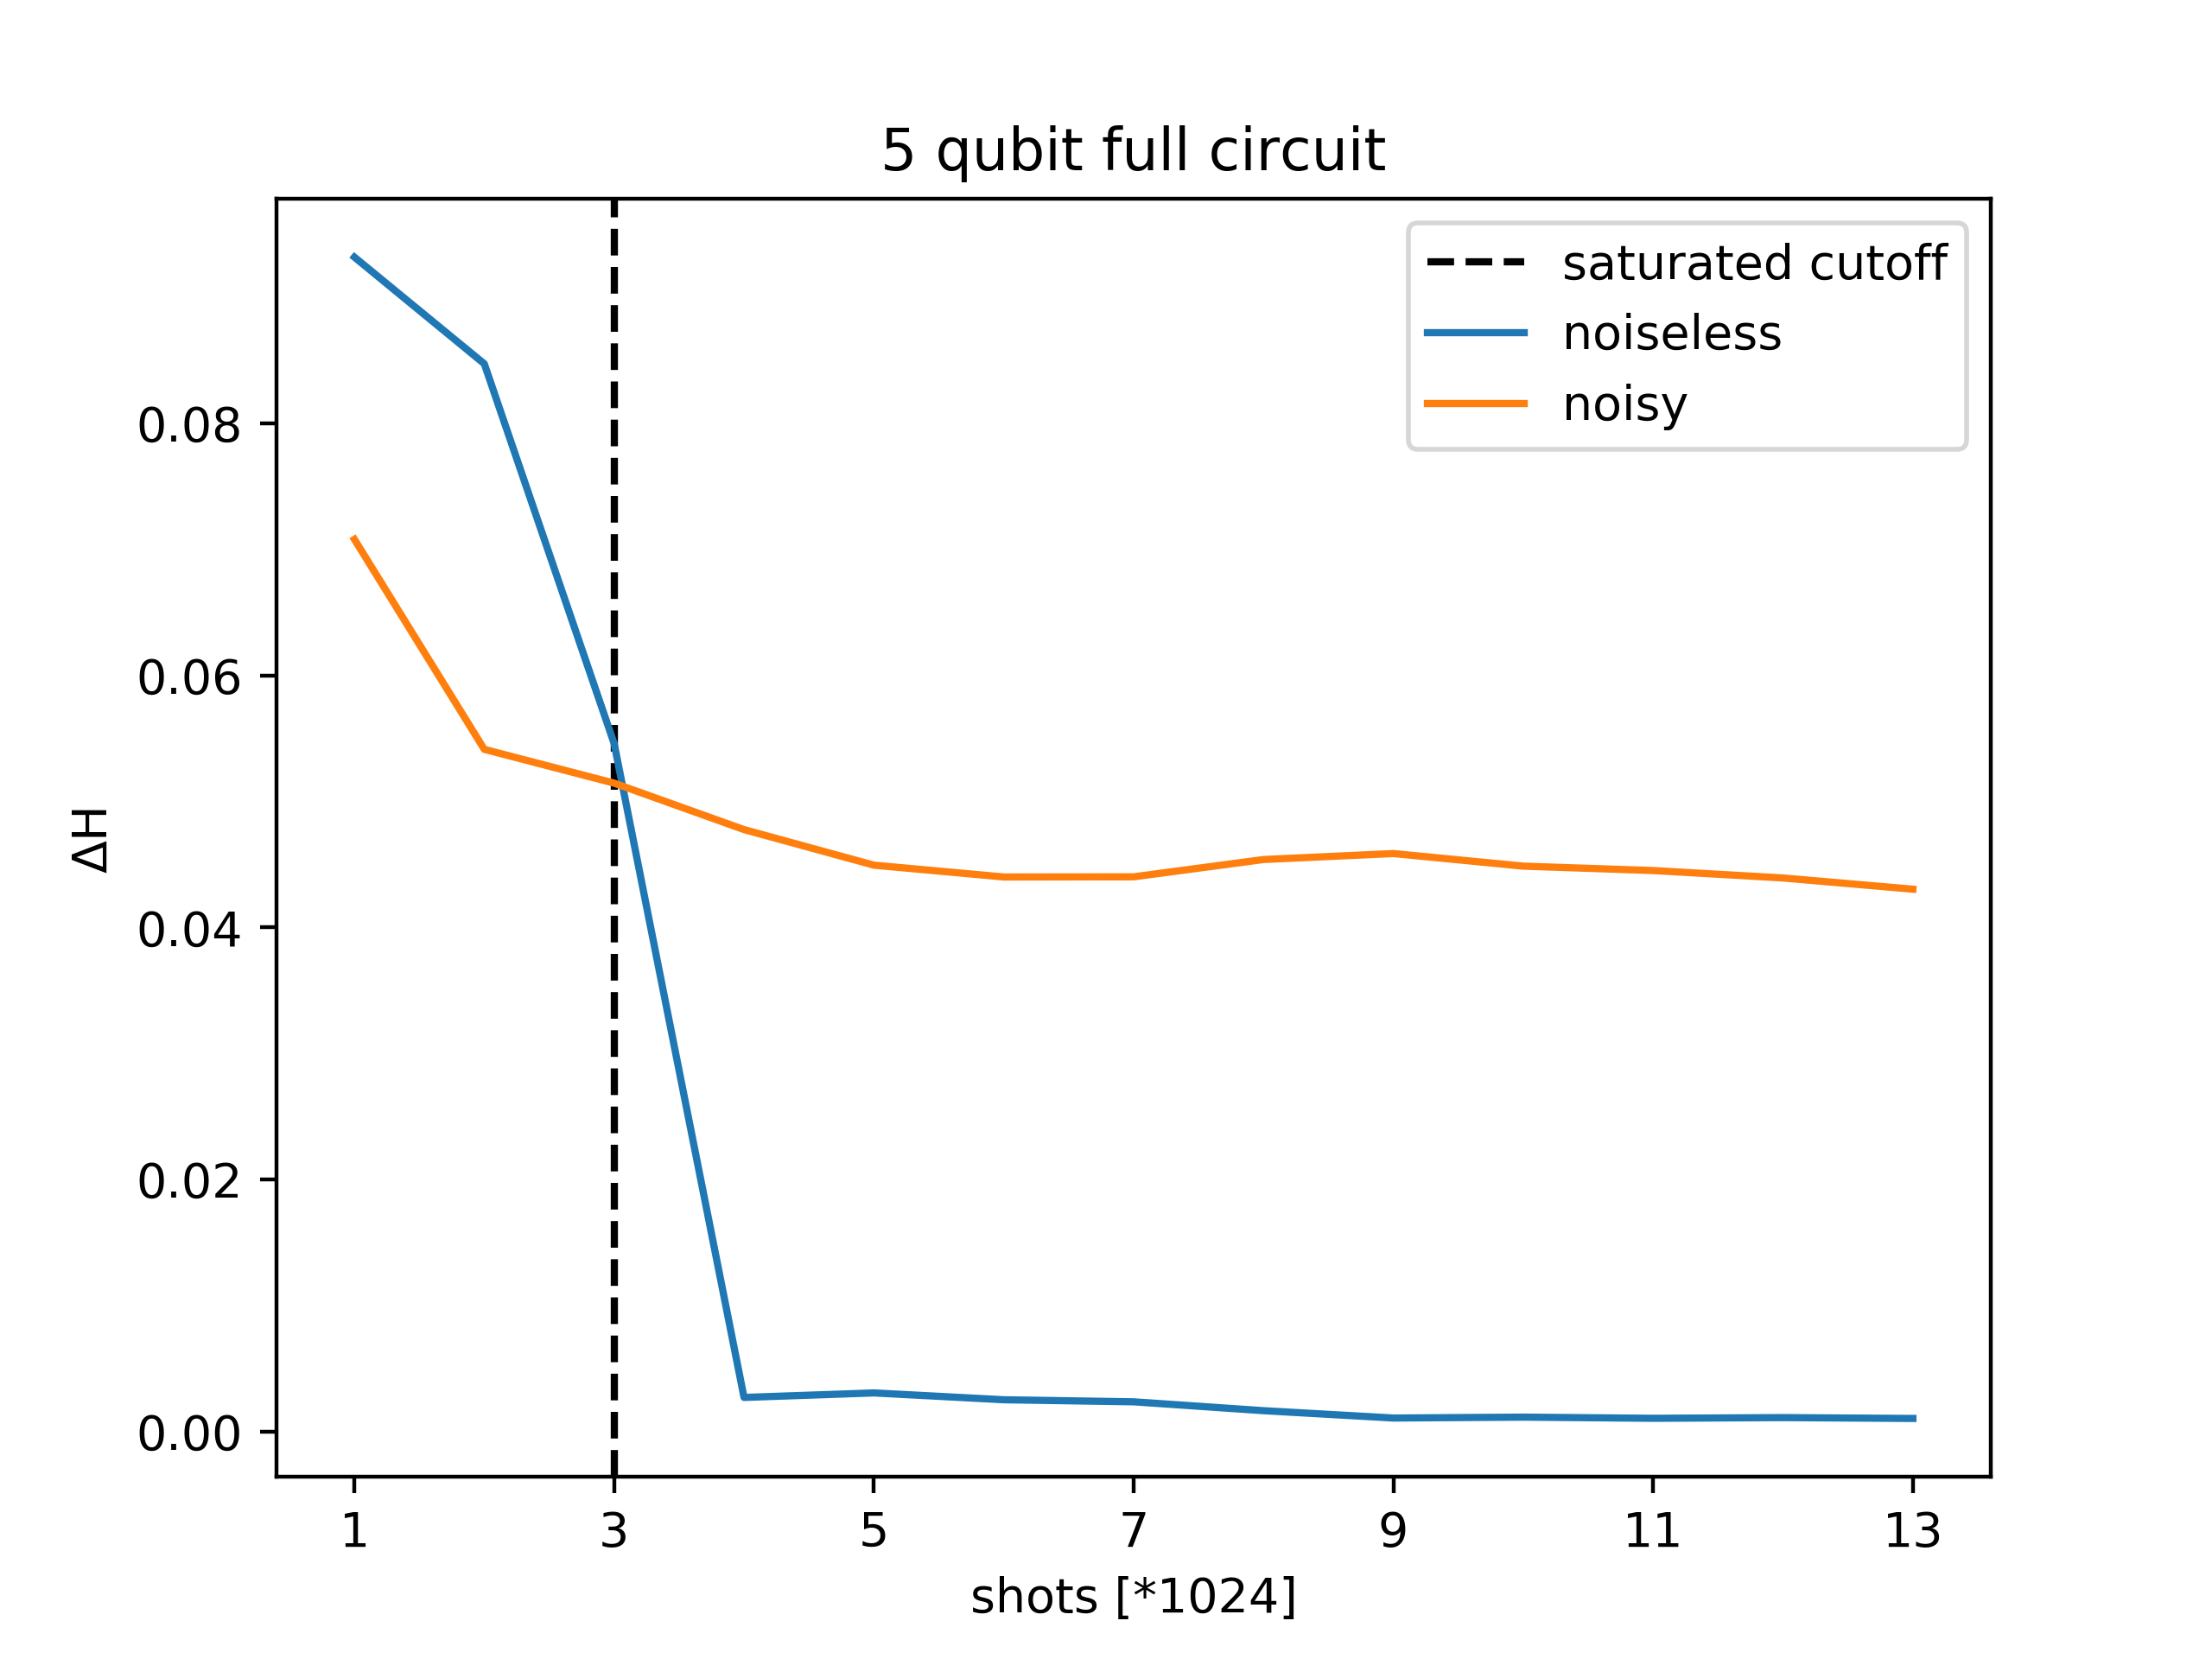 5 qubit full circuit
saturated cutoff
noiseless
noisy
0.08
0.06
0.04
0.02
0.00
ΔH
1 3 5 7 9 11 13
shots [*1024]